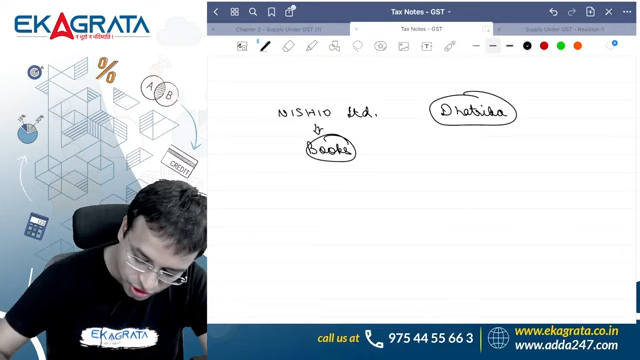 EKAGRATA
Tax Notes - GST
Chapter 2 - Supply Under GST (1)
Tax Notes - GST
Supply Under GST - Revision
NISHIO Ltd.
Dhatrika
Books
%
A
B
CREDIT
EKAGRATA
call us at
975 44 55 66 3
www.ekagrata.co.in
www.adda247.com